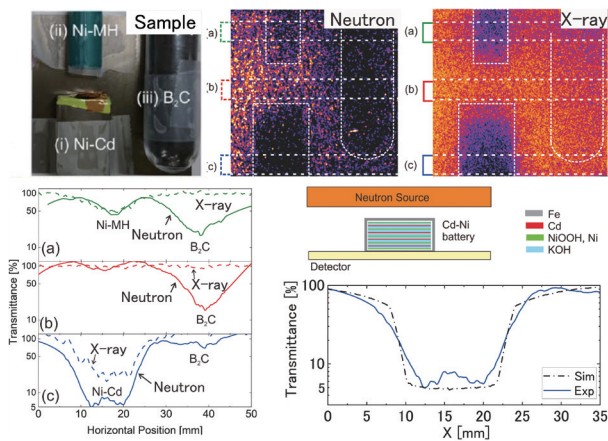 Sample
(ii) Ni-MH
(iii) B₂C
(i) Ni-Cd
Neutron
(a)
(b)
(c)
X-ray
(a)
(b)
(c)
Transmittance [%]
100
50
10
X-ray
Ni-MH
Neutron
B₂C
(a)
100
50
10
Neutron
X-ray
B₂C
(b)
100
50
10
5
X-ray
B₂C
Ni-Cd
Neutron
(c)
0 10 20 30 40 50
Horizontal Position [mm]
Neutron Source
Cd-Ni
battery
Detector
Fe
Cd
NiOOH, Ni
KOH
Transmittance [%]
100
10
5
Sim
Exp
0 5 10 15 20 25 30 35
X [mm]